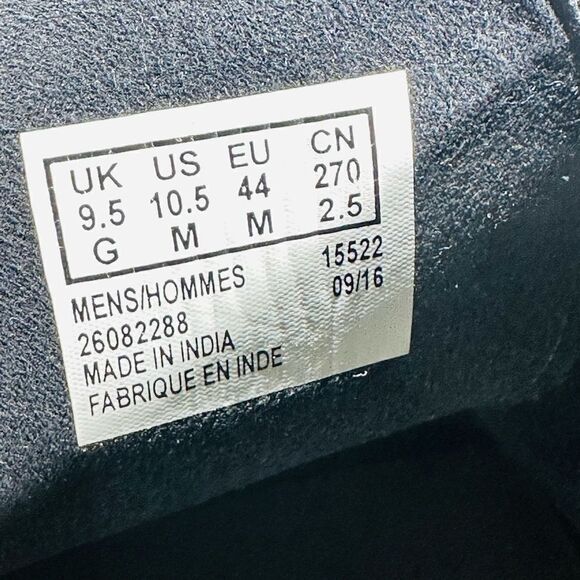 UK US EU CN
9.5 10.5 44 270
G M M 2.5
MENS/HOMMES 15522
26082288 09/16
MADE IN INDIA
FABRIQUE EN INDE